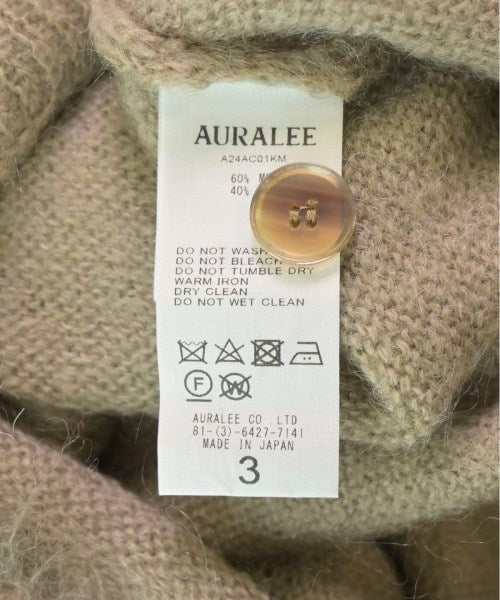 AURALEE
A24AC01KM
60%
40%
DO NOT WASH
DO NOT BLEACH
DO NOT TUMBLE DRY
WARM IRON
DRY CLEAN
DO NOT WET CLEAN
F W
AURALEE CO .LTD
81-(3)-6427-7141
MADE IN JAPAN
3